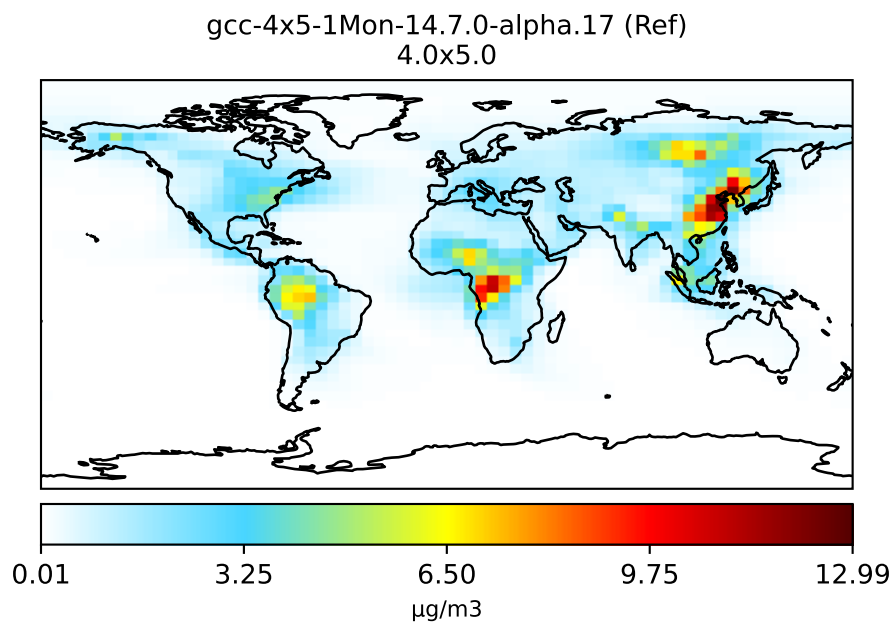 gcc-4x5-1Mon-14.7.0-alpha.17 (Ref)
4.0x5.0
0.01 3.25 6.50 9.75 12.99
μg/m3